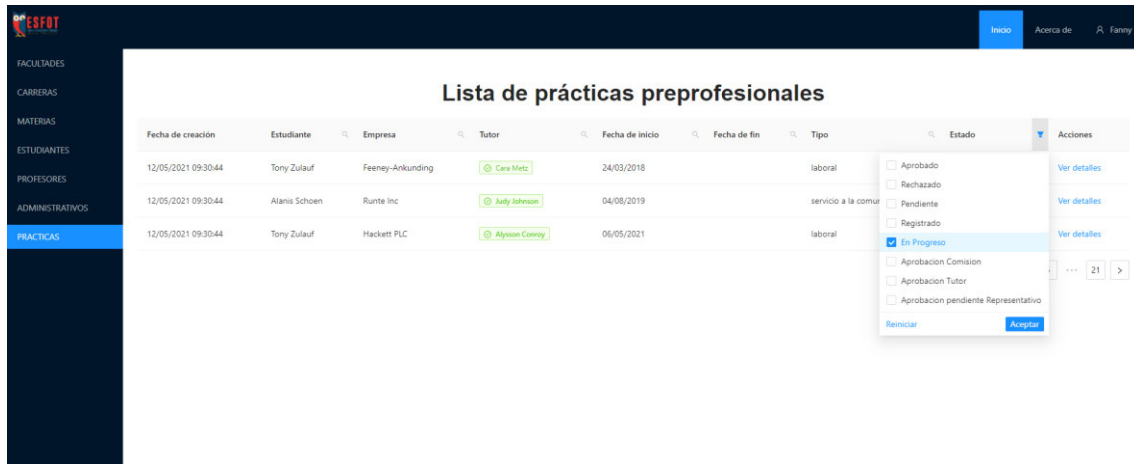 ESFOT
Inicio Acerca de Fanny
FACULTADES
CARRERAS
MATERIAS
ESTUDIANTES
PROFESORES
ADMINISTRATIVOS
PRACTICAS
Lista de prácticas preprofesionales
Fecha de creación Estudiante Empresa Tutor Fecha de inicio Fecha de fin Tipo Estado Acciones
12/05/2021 09:30:44 Tony Zulauf Feeney-Ankunding Cara Metz 24/03/2018 laboral Ver detalles
12/05/2021 09:30:44 Alanis Schoen Runte Inc Judy Johnson 04/08/2019 servicio a la comu Ver detalles
12/05/2021 09:30:44 Tony Zulauf Hackett PLC Alysson Conroy 06/05/2021 laboral Ver detalles
Aprobado
Rechazado
Pendiente
Registrado
En Progreso
Aprobacion Comision
Aprobacion Tutor
Aprobacion pendiente Representativo
Reiniciar Aceptar
··· 21 >